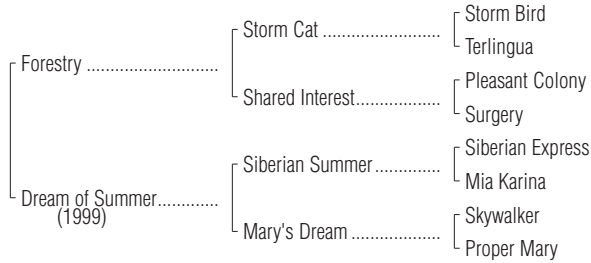 Storm Bird
Storm Cat ........................
Terlingua
Forestry ...........................
Pleasant Colony
Shared Interest.................
Surgery
Siberian Express
Siberian Summer.............
Mia Karina
Dream of Summer............
(1999)
Skywalker
Mary's Dream ..................
Proper Mary